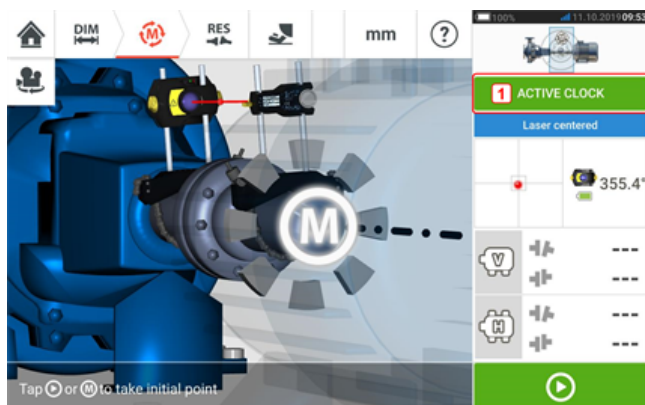 DIM
M
RES
mm
?
100%
11.10.2019 09:53
1 ACTIVE CLOCK
Laser centered
355.4°
M
V
---
---
H
---
---
Tap or M to take initial point